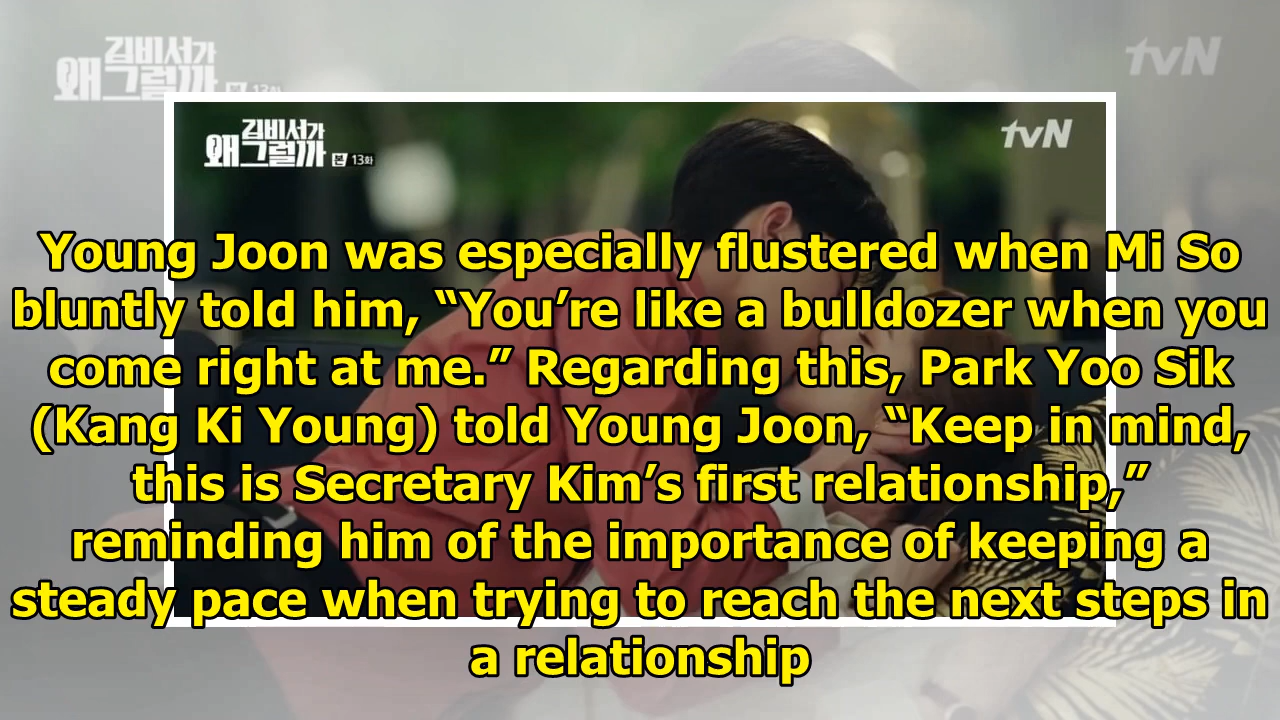 김비서가
왜그럴까
tvN
김비서가
왜그럴까 본 13화
tvN
Young Joon was especially flustered when Mi So
bluntly told him, “You’re like a bulldozer when you
come right at me.” Regarding this, Park Yoo Sik
(Kang Ki Young) told Young Joon, “Keep in mind,
this is Secretary Kim’s first relationship,”
reminding him of the importance of keeping a
steady pace when trying to reach the next steps in
a relationship